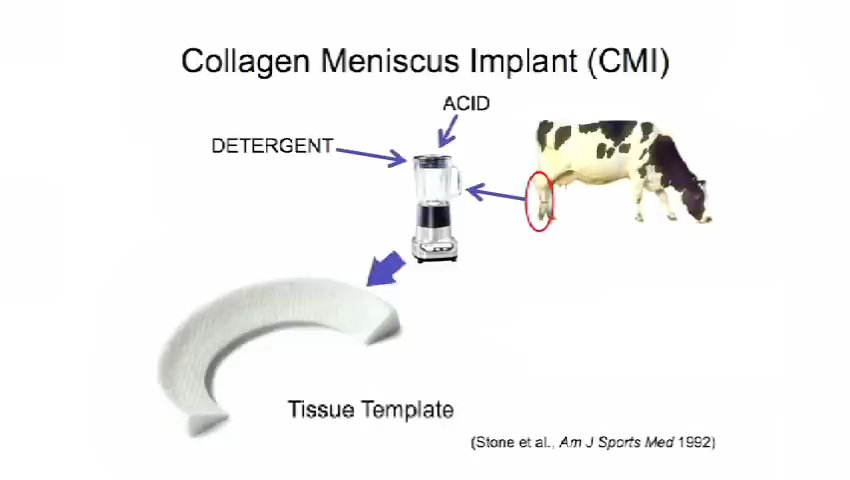 Collagen Meniscus Implant (CMI)
ACID
DETERGENT
Tissue Template
(Stone et al., Am J Sports Med 1992)